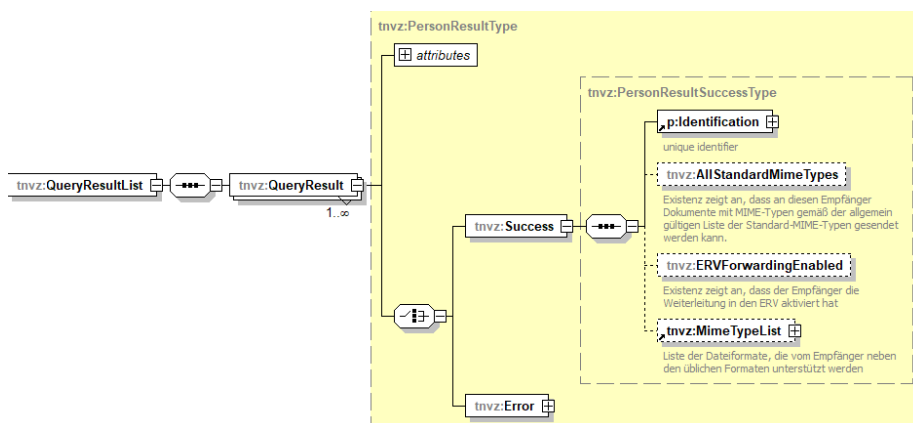 tnvz:PersonResultType
attributes
tnvz:PersonResultSuccessType
p:Identification
unique identifier
tnvz:QueryResultList
tnvz:QueryResult
1..∞
tnvz:AllStandardMimeTypes
Existenz zeigt an, dass an diesen Empfänger
Dokumente mit MIME-Typen gemäß der allgemein
gültigen Liste der Standard-MIME-Typen gesendet
werden kann.
tnvz:Success
tnvz:ERVForwardingEnabled
Existenz zeigt an, dass der Empfänger die
Weiterleitung in den ERV aktiviert hat
tnvz:MimeTypeList
Liste der Dateiformate, die vom Empfänger neben
den üblichen Formaten unterstützt werden
tnvz:Error